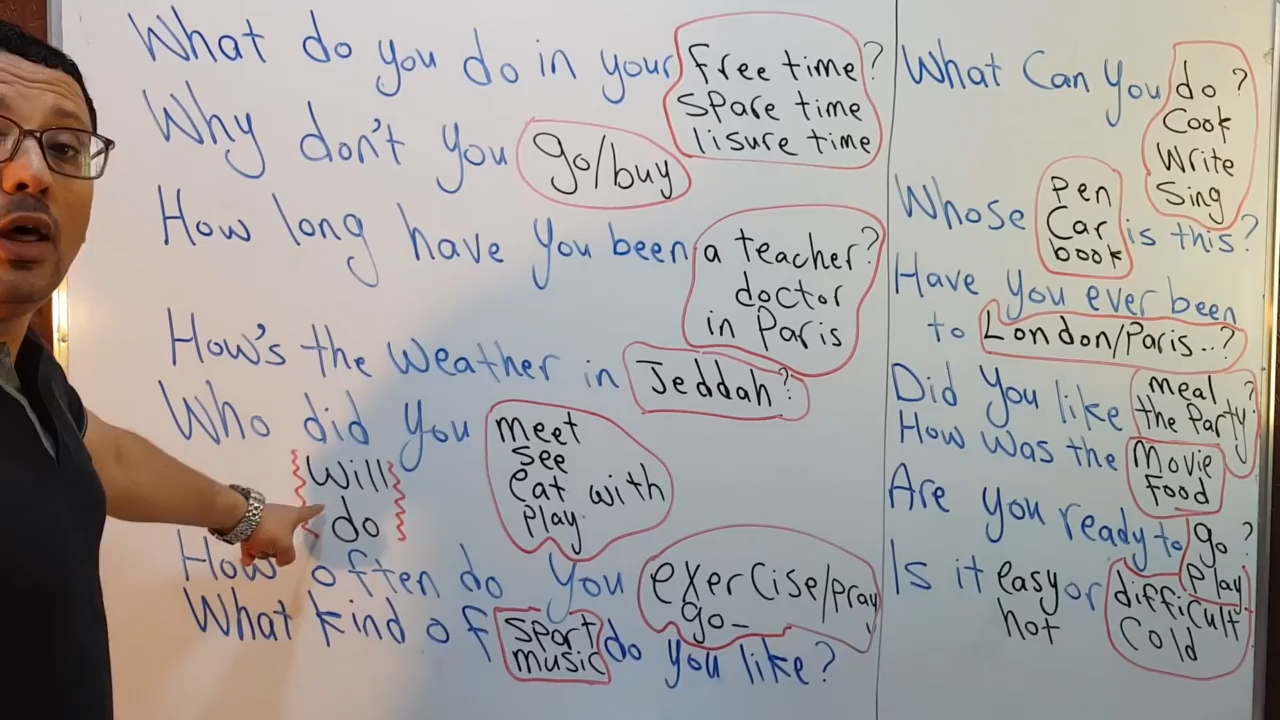 What do you do in your free time?
spare time
lisure time
Why don't you go/buy
How long have you been a teacher?
doctor
in Paris
How's the weather in Jeddah?
Who did you meet
see
eat with
play
Will
do
How often do you exercise/pray
go-
What kind of sport do you like?
music
What Can You do?
Cook
Write
Sing
Whose pen is this?
Car
book
Have you ever been
to London/Paris..?
Did You like meal?
the Party
How was the Movie
Food
Are you ready to go?
play
Is it easy or difficult
hot Cold